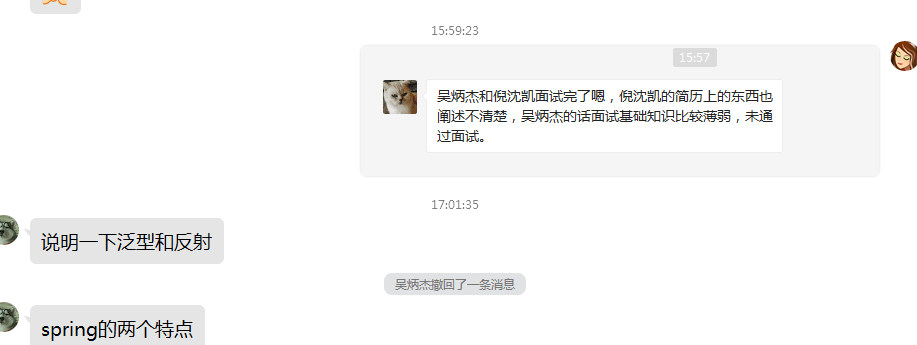 15:59:23
15:57
吴炳杰和倪沈凯面试完了嗯，倪沈凯的简历上的东西也
阐述不清楚，吴炳杰的话面试基础知识比较薄弱，未通
过面试。
17:01:35
说明一下泛型和反射
吴炳杰撤回了一条消息
spring的两个特点